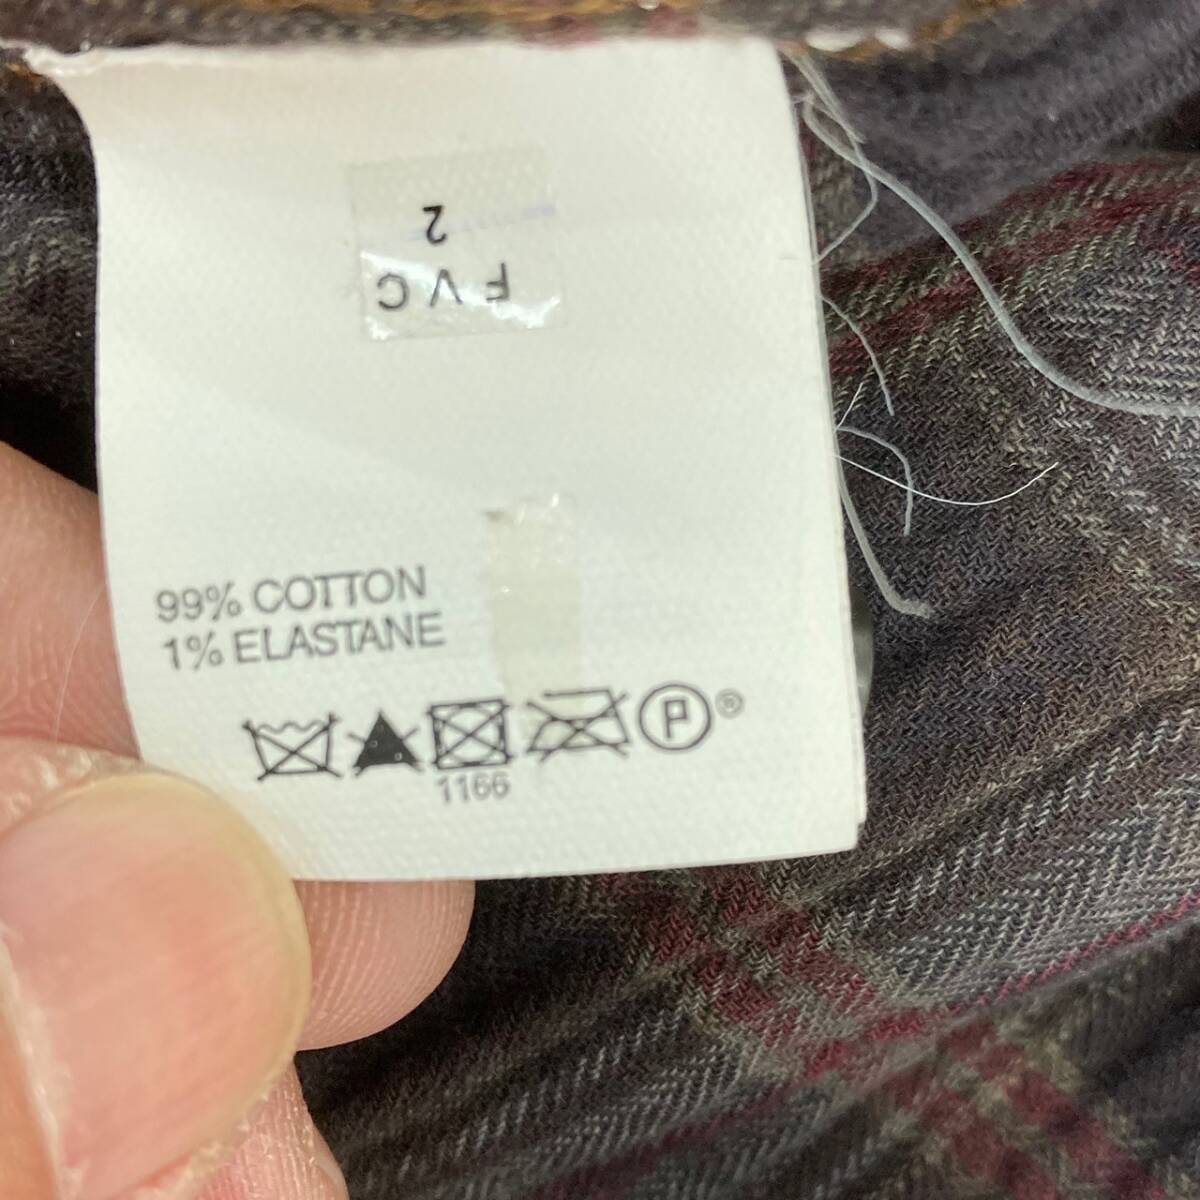 FVC
2
99% COTTON
1% ELASTANE
P ®
1166